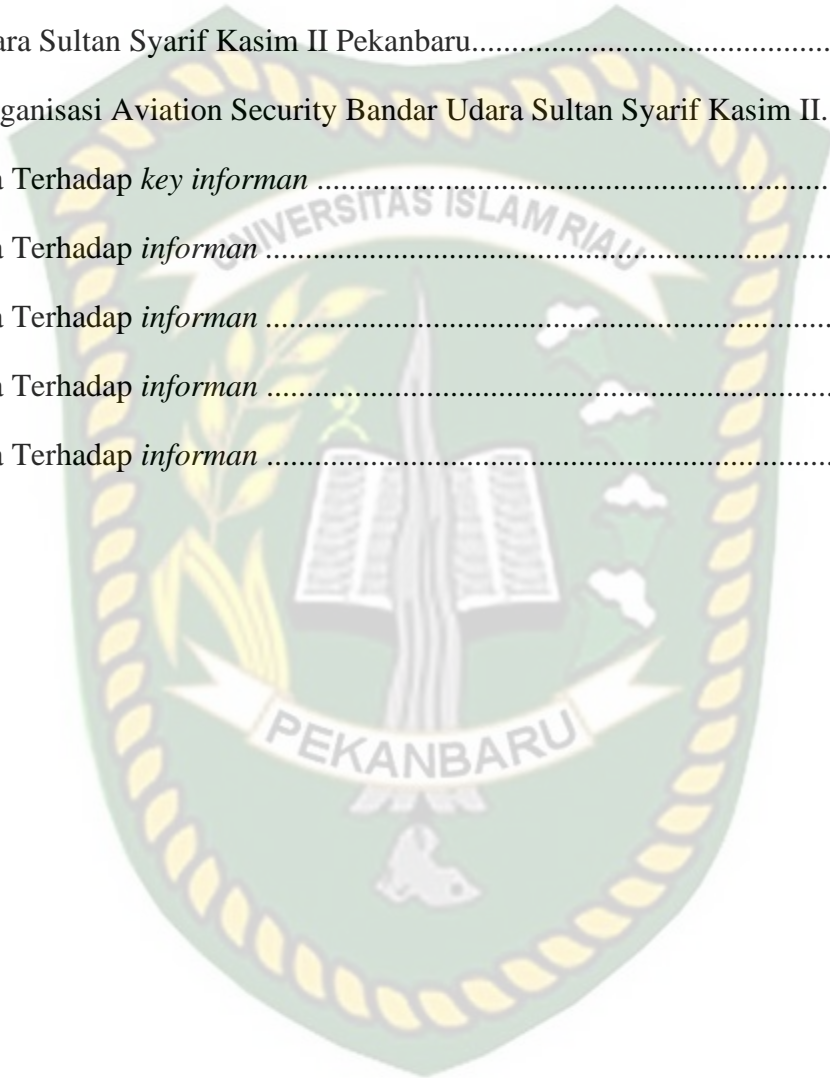 ara Sultan Syarif Kasim II Pekanbaru............................................
ganisasi Aviation Security Bandar Udara Sultan Syarif Kasim II.
a Terhadap key informan ................................................................
a Terhadap informan ......................................................................
a Terhadap informan ......................................................................
a Terhadap informan ......................................................................
a Terhadap informan ......................................................................
UNIVERSITAS ISLAM RIAU
PEKANBARU